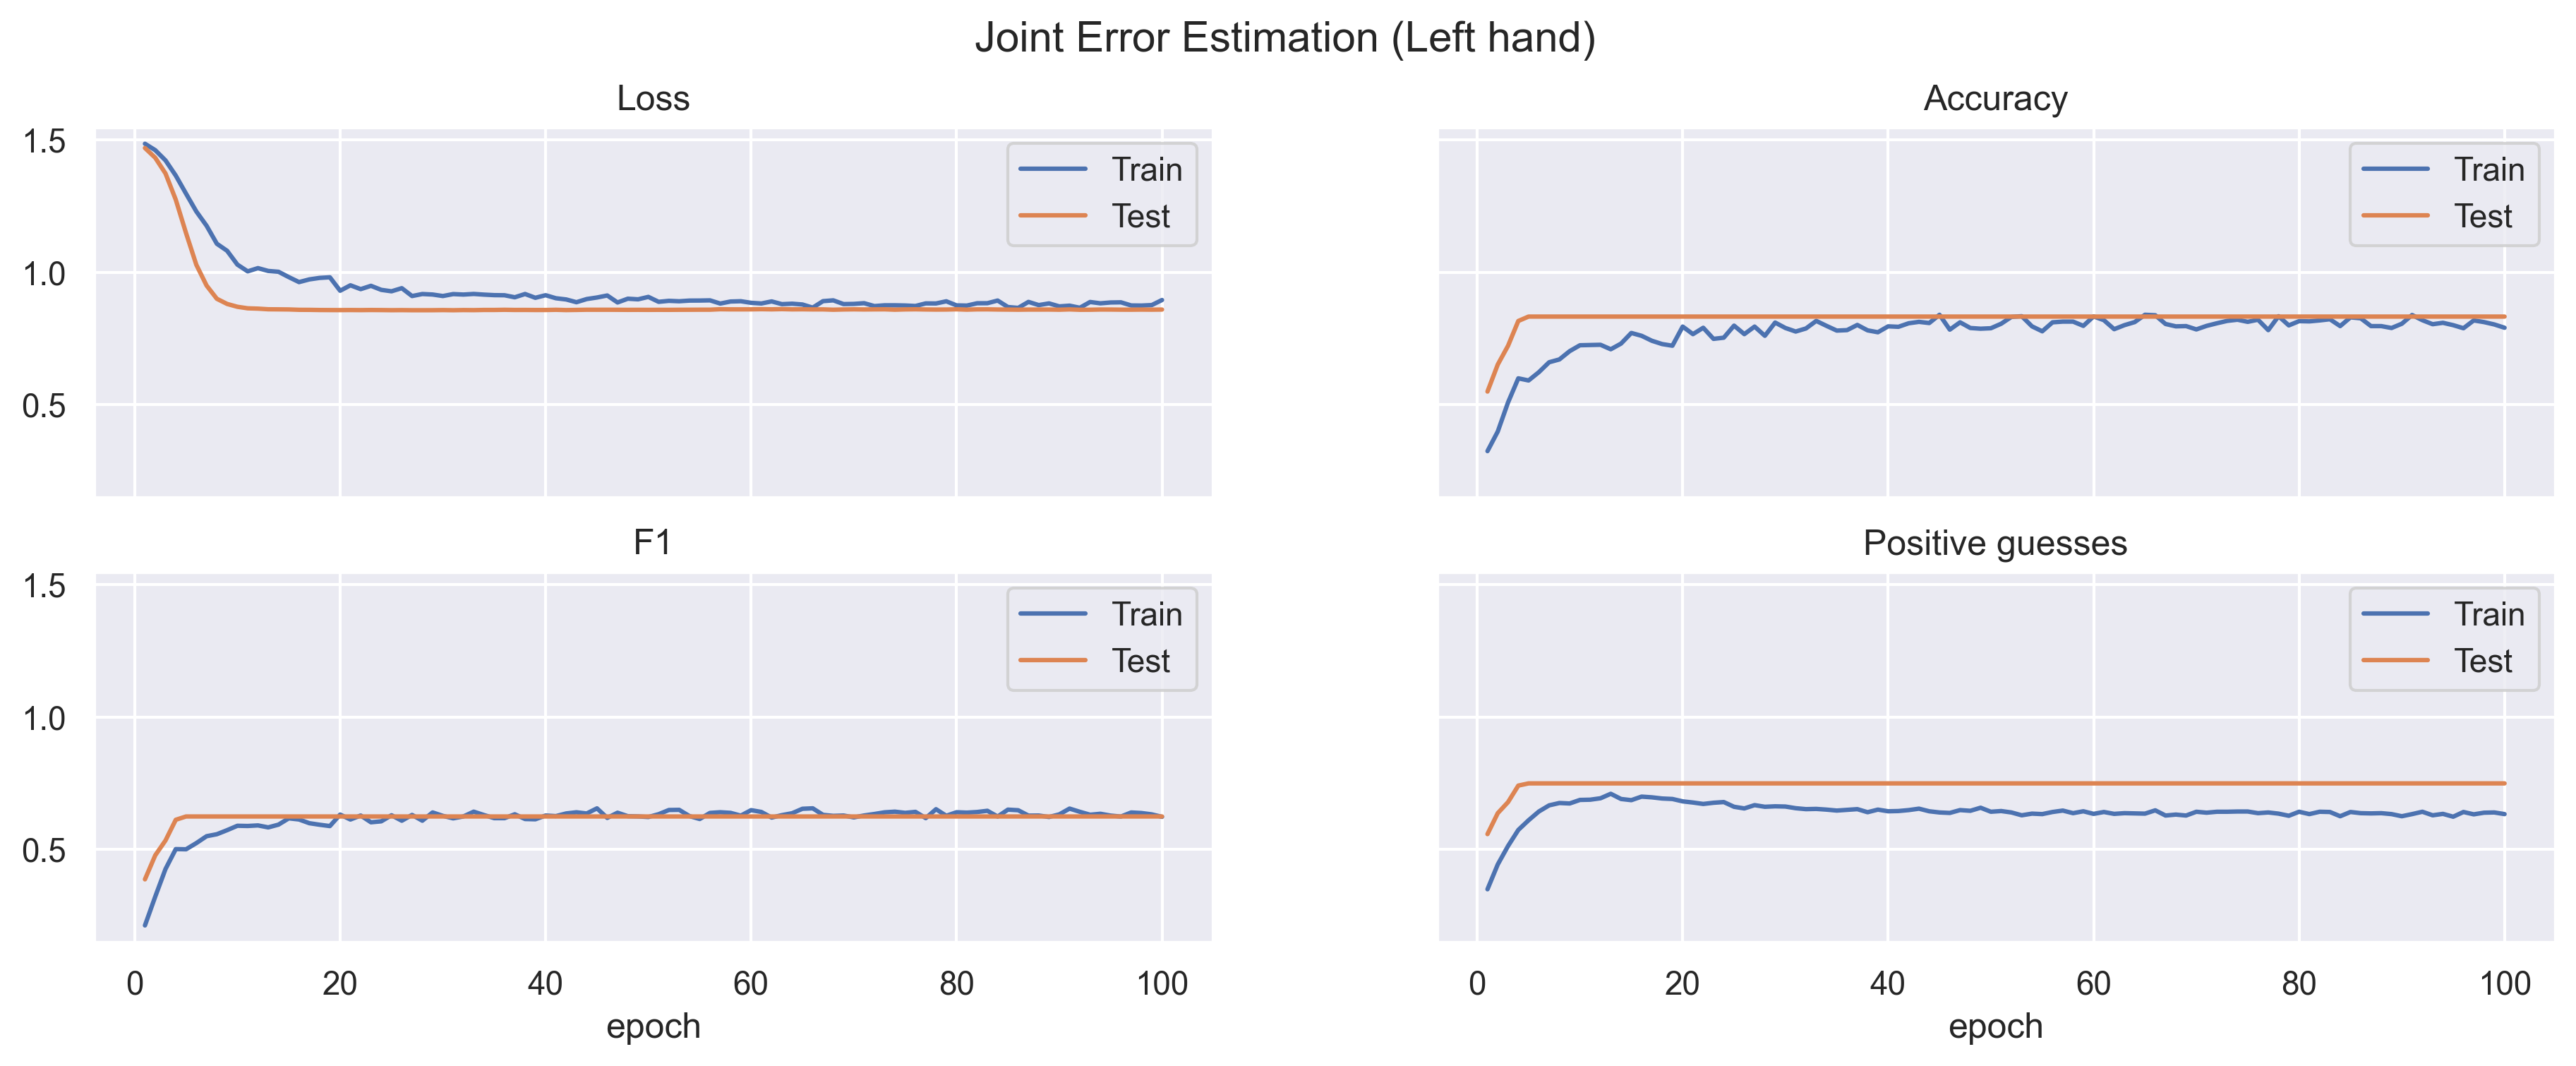 Joint Error Estimation (Left hand)
Loss
1.5
1.0
0.5
Train
Test
Accuracy
Train
Test
F1
1.5
1.0
0.5
Train
Test
0 20 40 60 80 100
epoch
Positive guesses
Train
Test
0 20 40 60 80 100
epoch